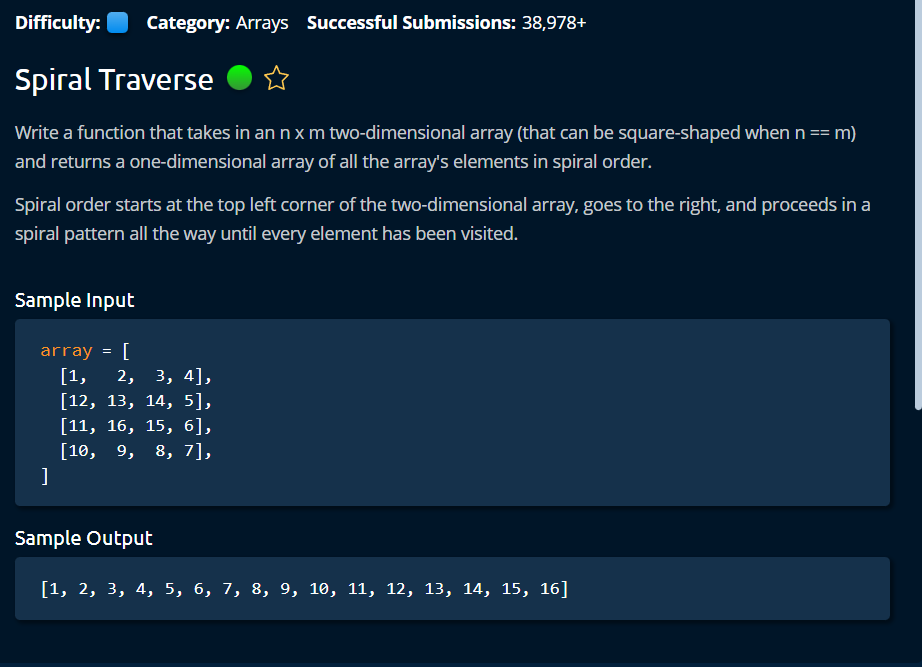 Difficulty: Category: Arrays Successful Submissions: 38,978+
Spiral Traverse
Write a function that takes in an n x m two-dimensional array (that can be square-shaped when n == m)
and returns a one-dimensional array of all the array's elements in spiral order.
Spiral order starts at the top left corner of the two-dimensional array, goes to the right, and proceeds in a
spiral pattern all the way until every element has been visited.
Sample Input
array = [
  [1,   2,  3, 4],
  [12, 13, 14, 5],
  [11, 16, 15, 6],
  [10,  9,  8, 7],
]
Sample Output
[1, 2, 3, 4, 5, 6, 7, 8, 9, 10, 11, 12, 13, 14, 15, 16]